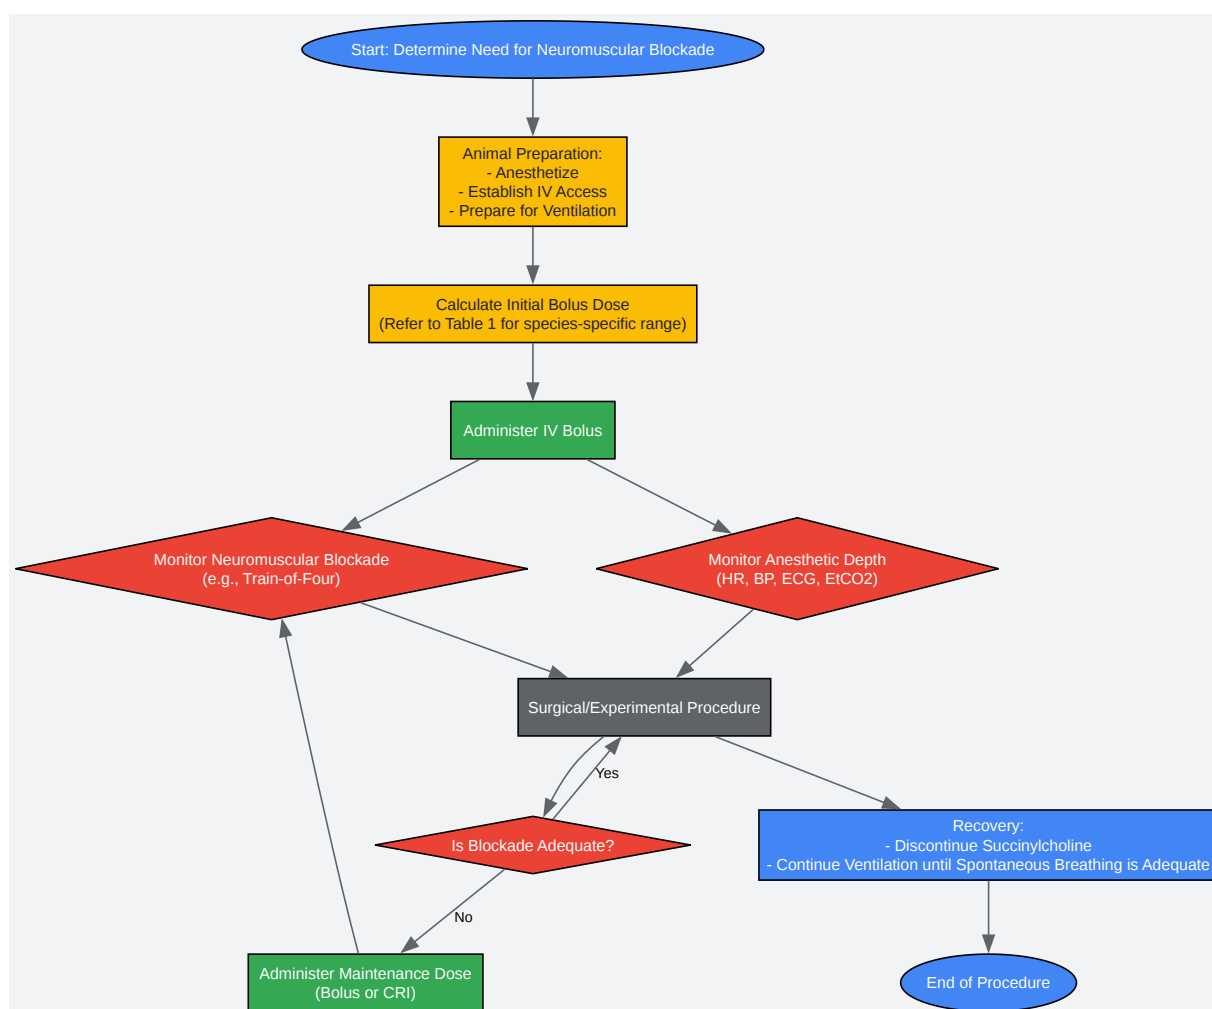 Start: Determine Need for Neuromuscular Blockade
Animal Preparation:
- Anesthetize
- Establish IV Access
- Prepare for Ventilation
Calculate Initial Bolus Dose
(Refer to Table 1 for species-specific range)
Administer IV Bolus
Monitor Neuromuscular Blockade
(e.g., Train-of-Four)
Monitor Anesthetic Depth
(HR, BP, ECG, EtCO2)
Surgical/Experimental Procedure
Yes
Is Blockade Adequate?
Recovery:
- Discontinue Succinylcholine
- Continue Ventilation until Spontaneous Breathing is Adequate
No
Administer Maintenance Dose
(Bolus or CRI)
End of Procedure